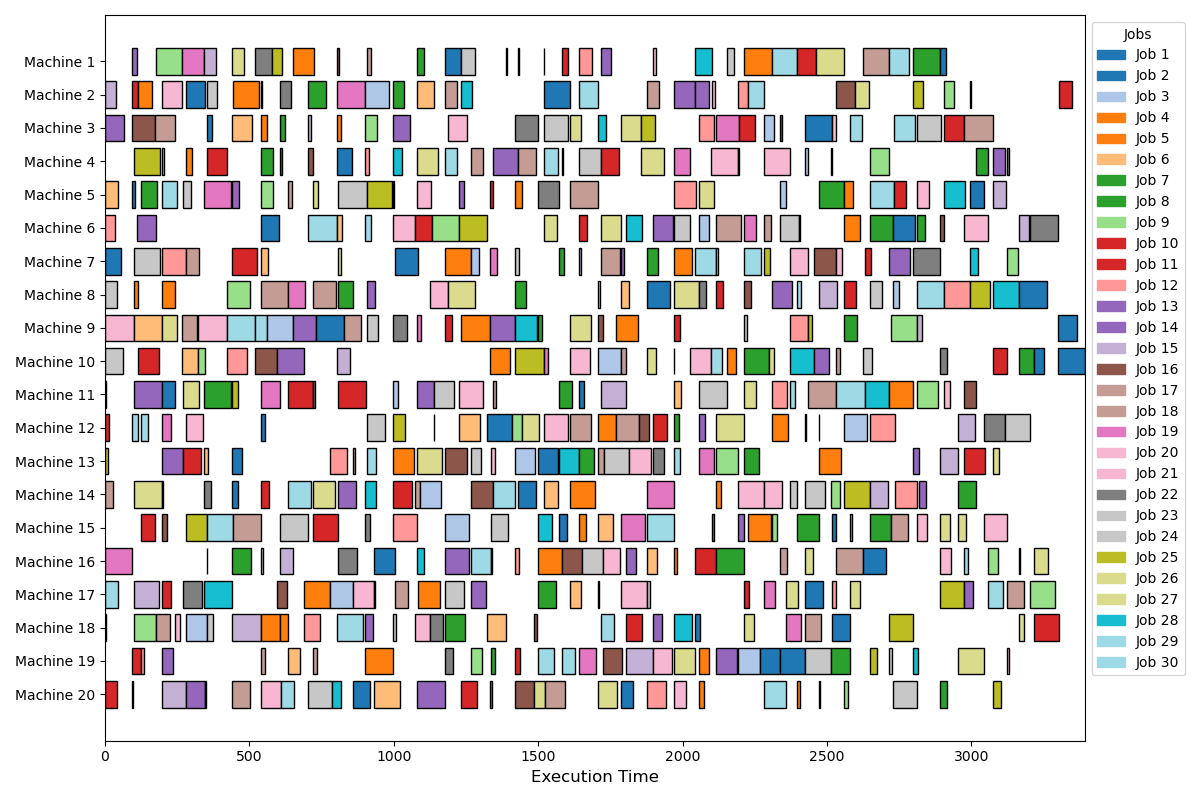 Machine 1
Machine 2
Machine 3
Machine 4
Machine 5
Machine 6
Machine 7
Machine 8
Machine 9
Machine 10
Machine 11
Machine 12
Machine 13
Machine 14
Machine 15
Machine 16
Machine 17
Machine 18
Machine 19
Machine 20
0 500 1000 1500 2000 2500 3000
Execution Time
Jobs
Job 1
Job 2
Job 3
Job 4
Job 5
Job 6
Job 7
Job 8
Job 9
Job 10
Job 11
Job 12
Job 13
Job 14
Job 15
Job 16
Job 17
Job 18
Job 19
Job 20
Job 21
Job 22
Job 23
Job 24
Job 25
Job 26
Job 27
Job 28
Job 29
Job 30